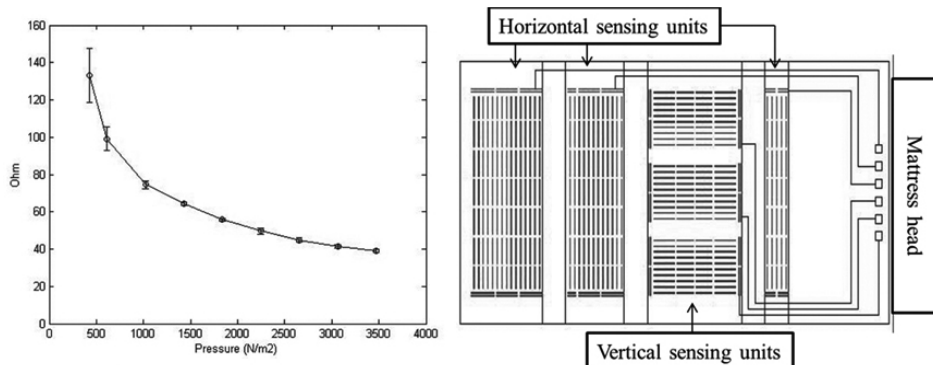 160
140
120
100
80
60
40
20
0
Ohm
0 500 1000 1500 2000 2500 3000 3500 4000
Pressure (N/m2)
Horizontal sensing units
Mattress head
Vertical sensing units